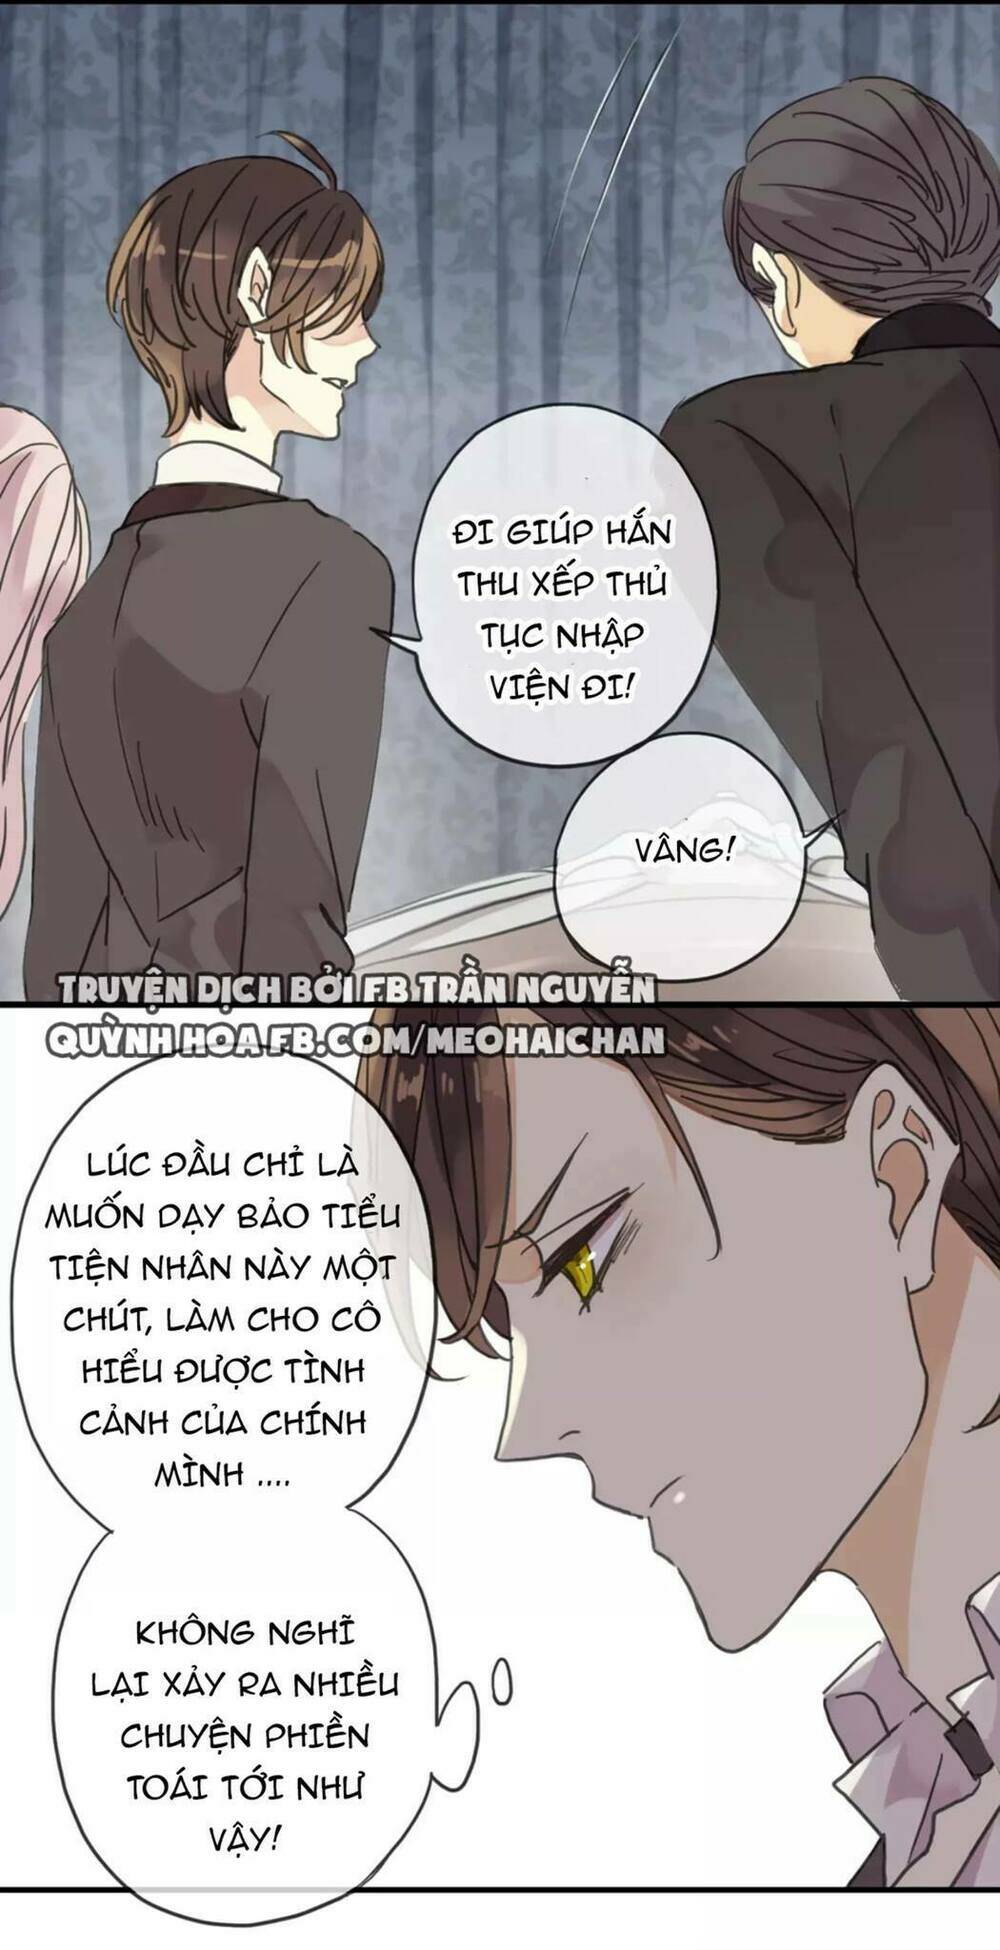 ĐI GIÚP HẮN
THU XẾP THỦ
TỤC NHẬP
VIỆN ĐI!
VÂNG!
TRUYỆN DỊCH BỞI FB TRẦN NGUYỄN
QUỲNH HOA FB.COM/MEOHAICHAN
LÚC ĐẦU CHỈ LÀ
MUỐN DẠY BẢO TIỂU
TIỆN NHÂN NÀY MỘT
CHÚT, LÀM CHO CÔ
HIỂU ĐƯỢC TÌNH
CẢNH CỦA CHÍNH
MÌNH ....
KHÔNG NGHĨ
LẠI XẢY RA NHIỀU
CHUYỆN PHIỀN
TOÁI TỚI NHƯ
VẬY!